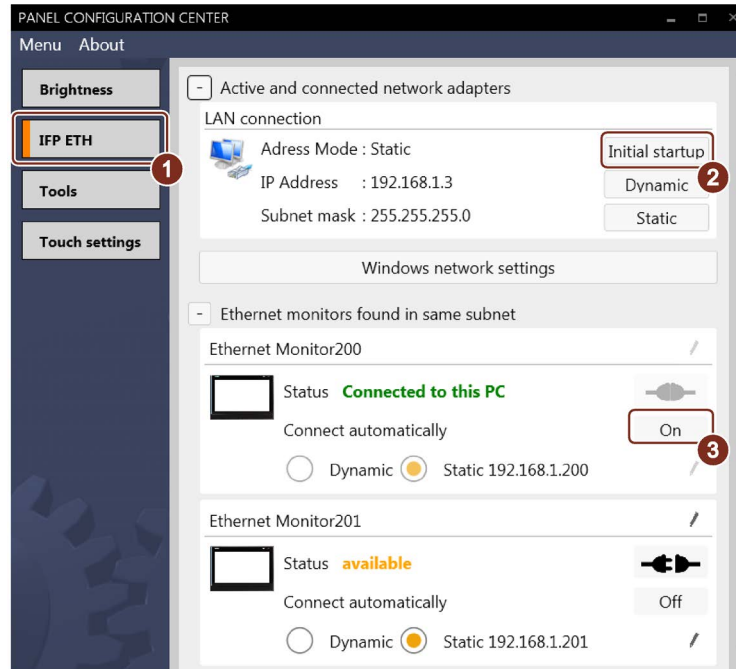 PANEL CONFIGURATION CENTER
Menu About
Brightness
IFP ETH
1
Tools
Touch settings
- Active and connected network adapters
LAN connection
Adress Mode : Static
Initial startup
2
IP Address : 192.168.1.3
Dynamic
Subnet mask : 255.255.255.0
Static
Windows network settings
- Ethernet monitors found in same subnet
Ethernet Monitor200
Status Connected to this PC
Connect automatically
On
3
Dynamic Static 192.168.1.200
Ethernet Monitor201
Status available
Connect automatically
Off
Dynamic Static 192.168.1.201